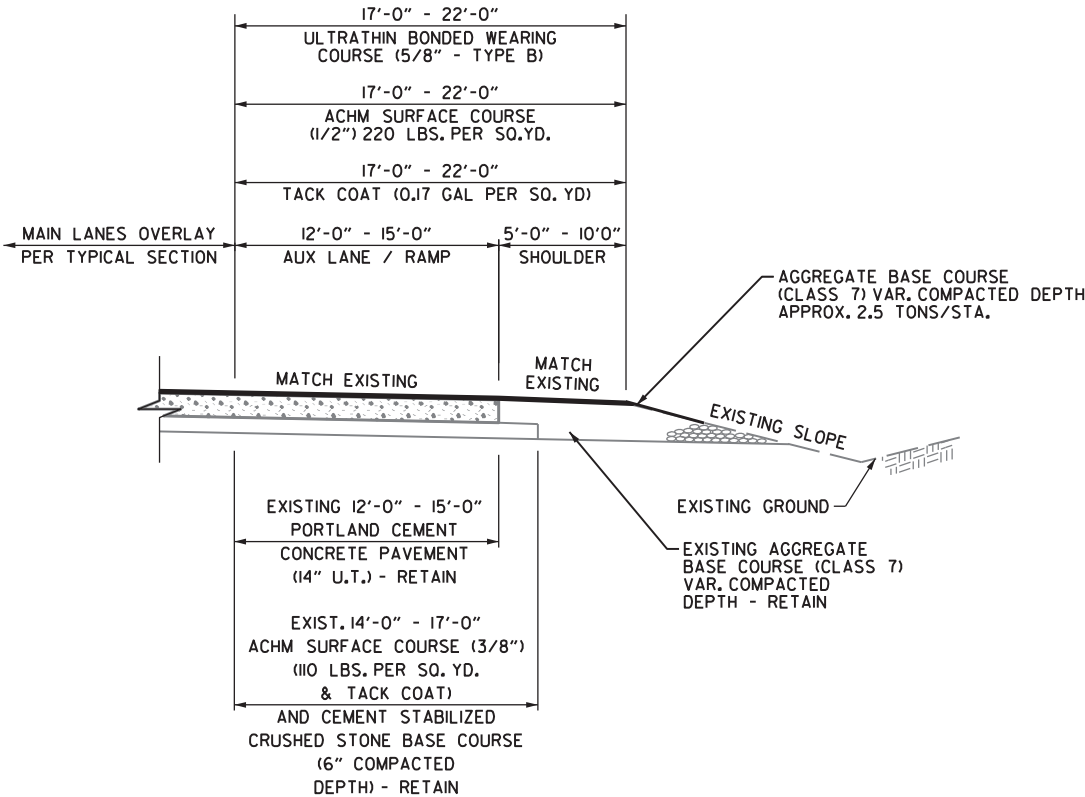 17'-0" - 22'-0"
ULTRATHIN BONDED WEARING
COURSE (5/8" - TYPE B)
17'-0" - 22'-0"
ACHM SURFACE COURSE
(1/2") 220 LBS. PER SQ.YD.
17'-0" - 22'-0"
TACK COAT (0.17 GAL PER SQ. YD)
MAIN LANES OVERLAY
PER TYPICAL SECTION
12'-0" - 15'-0"
AUX LANE / RAMP
5'-0" - 10'0"
SHOULDER
AGGREGATE BASE COURSE
(CLASS 7) VAR. COMPACTED DEPTH
APPROX. 2.5 TONS/STA.
MATCH EXISTING
MATCH
EXISTING
EXISTING SLOPE
EXISTING GROUND
EXISTING 12'-0" - 15'-0"
PORTLAND CEMENT
CONCRETE PAVEMENT
(14" U.T.) - RETAIN
EXISTING AGGREGATE
BASE COURSE (CLASS 7)
VAR. COMPACTED
DEPTH - RETAIN
EXIST. 14'-0" - 17'-0"
ACHM SURFACE COURSE (3/8")
(110 LBS. PER SQ. YD.
& TACK COAT)
AND CEMENT STABILIZED
CRUSHED STONE BASE COURSE
(6" COMPACTED
DEPTH) - RETAIN